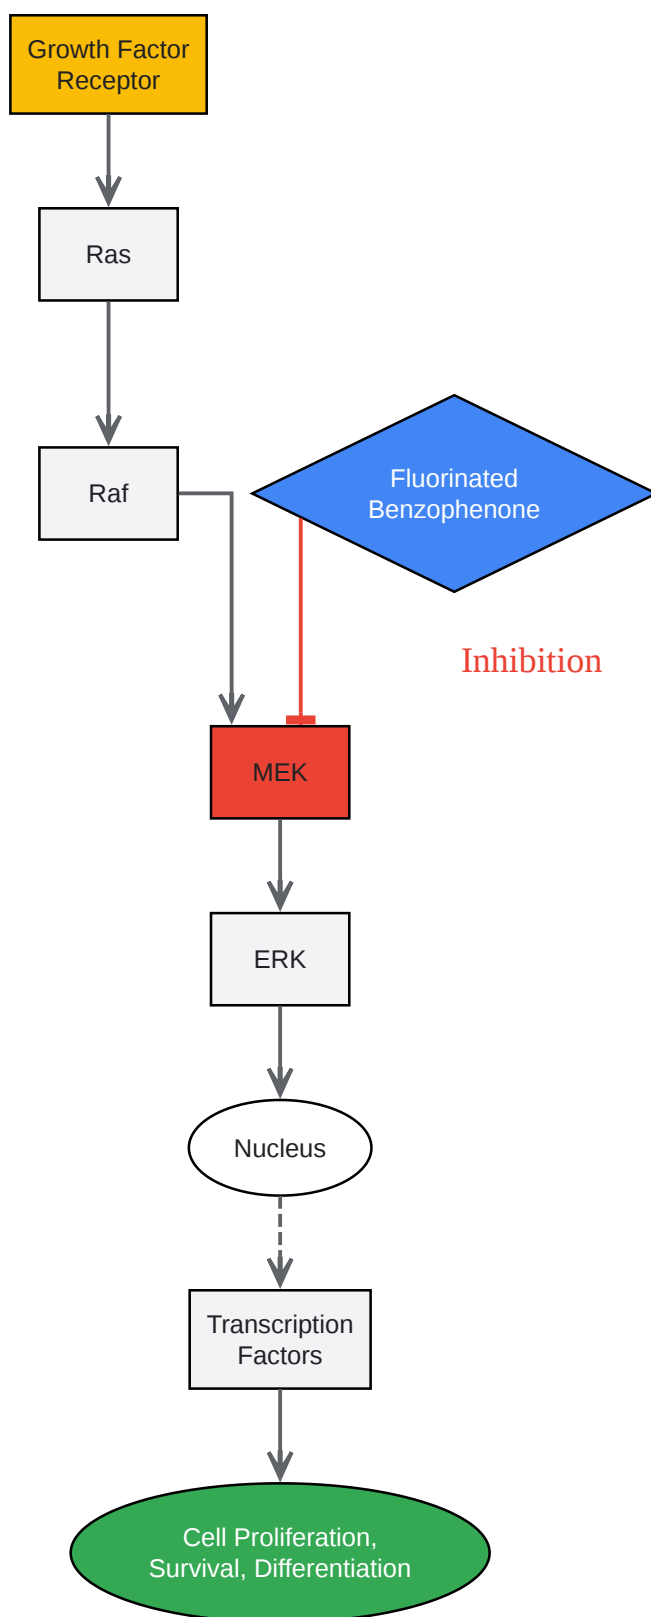 Growth Factor
Receptor
Ras
Raf
Fluorinated
Benzophenone
Inhibition
MEK
ERK
Nucleus
Transcription
Factors
Cell Proliferation,
Survival, Differentiation